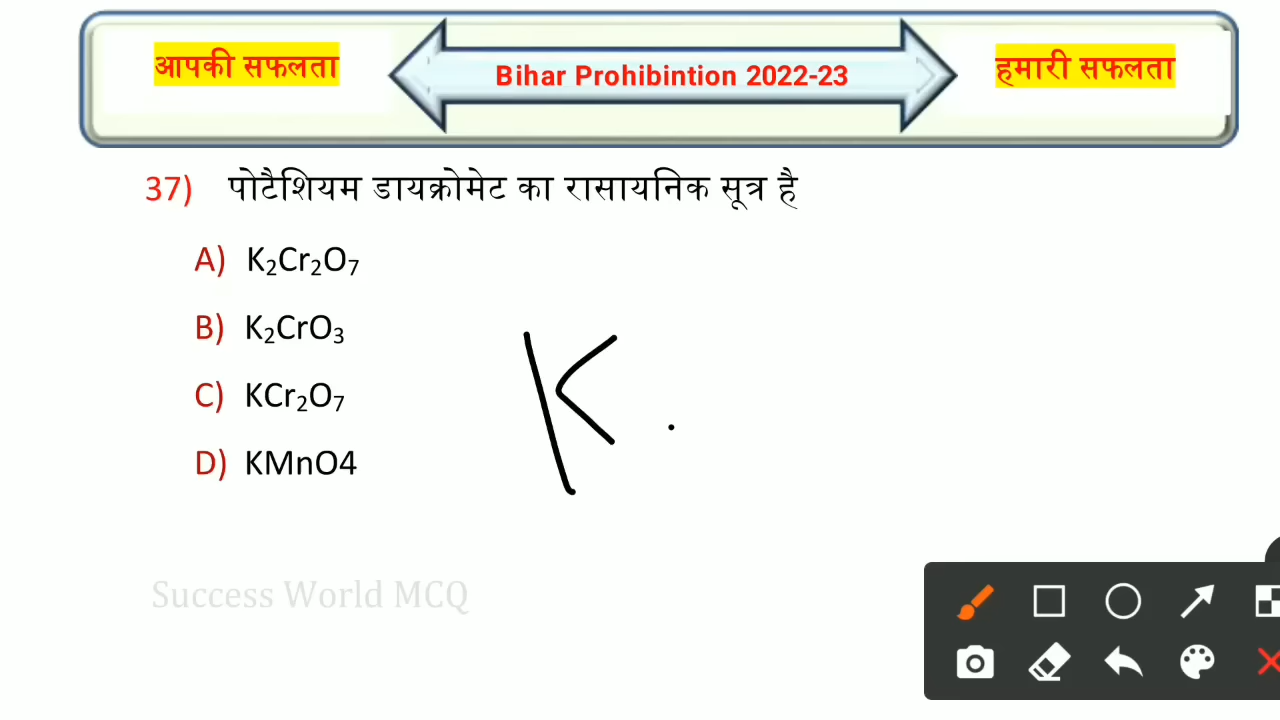 आपकी सफलता
Bihar Prohibintion 2022-23
हमारी सफलता
37) पोटैशियम डायक्रोमेट का रासायनिक सूत्र है
A) K₂Cr₂O₇
B) K₂CrO₃
C) KCr₂O₇
D) KMnO4
K
Success World MCQ